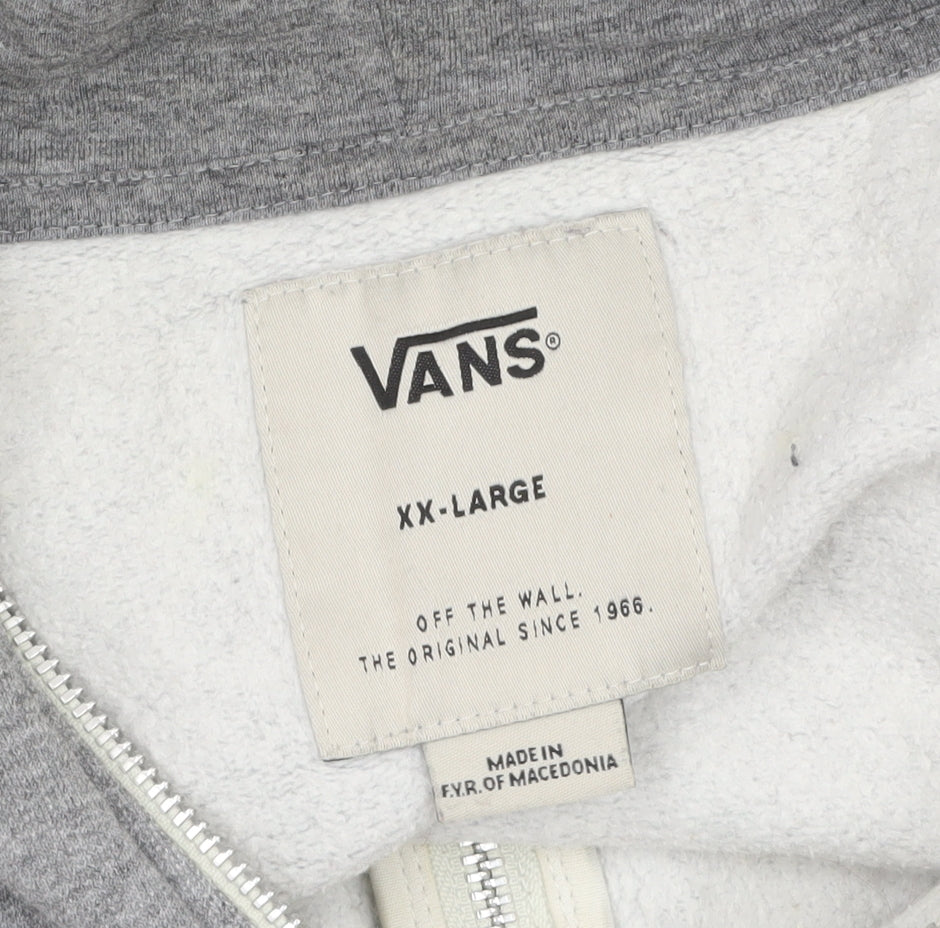 VANS®
XX-LARGE
OFF THE WALL.
THE ORIGINAL SINCE 1966.
MADE IN
F.Y.R. OF MACEDONIA